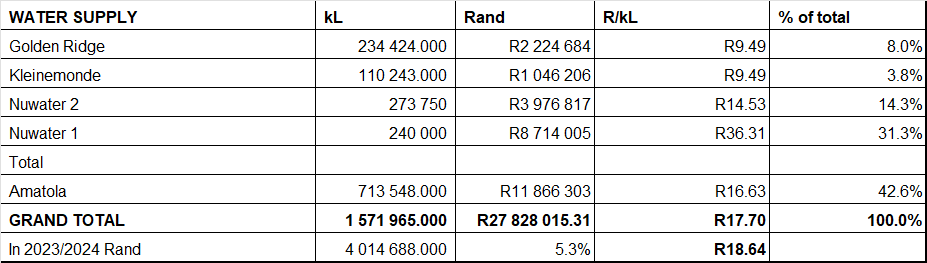 WATER SUPPLY kL Rand R/kL % of total
Golden Ridge 234 424.000 R2 224 684 R9.49 8.0%
Kleinemonde 110 243.000 R1 046 206 R9.49 3.8%
Nuwater 2 273 750 R3 976 817 R14.53 14.3%
Nuwater 1 240 000 R8 714 005 R36.31 31.3%
Total
Amatola 713 548.000 R11 866 303 R16.63 42.6%
GRAND TOTAL 1 571 965.000 R27 828 015.31 R17.70 100.0%
In 2023/2024 Rand 4 014 688.000 5.3% R18.64